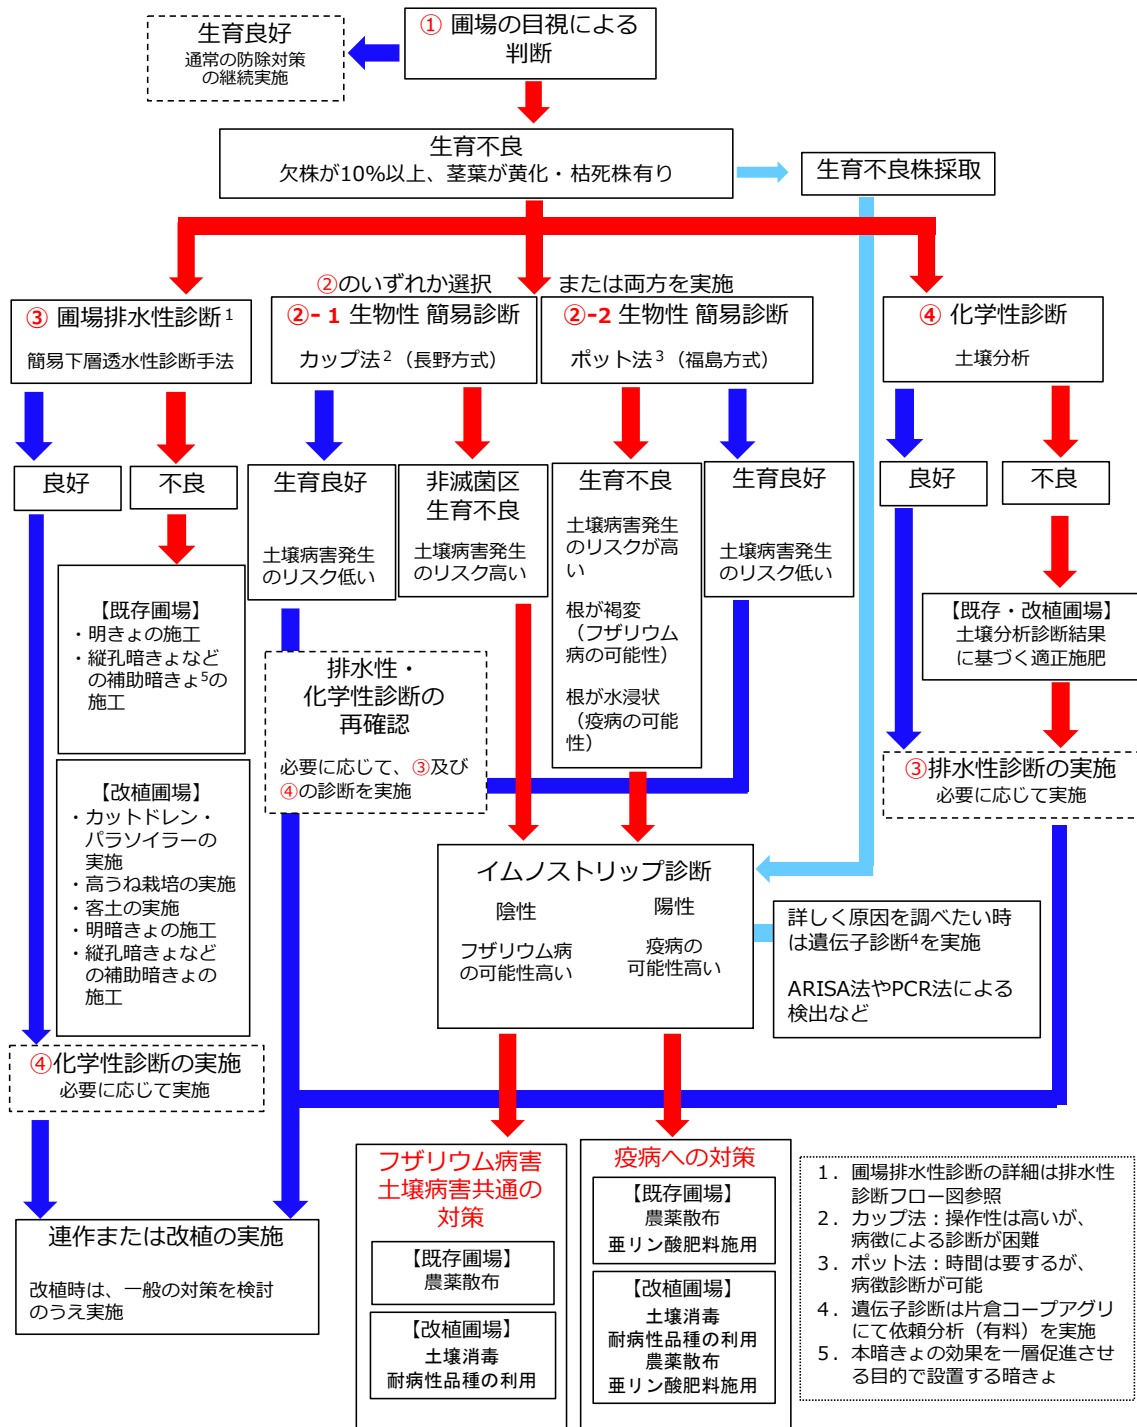 ① 圃場の目視による
判断
生育良好
通常の防除対策
の継続実施
生育不良
欠株が10%以上、茎葉が黄化・枯死株有り
生育不良株採取
②のいずれか選択　または両方を実施
③ 圃場排水性診断1
簡易下層透水性診断手法
②-1 生物性 簡易診断
カップ法2（長野方式）
②-2 生物性 簡易診断
ポット法3（福島方式）
④ 化学性診断
土壌分析
良好
不良
生育良好
土壌病害発生
のリスク低い
非滅菌区
生育不良
土壌病害発生
のリスク高い
生育不良
土壌病害発生
のリスクが高
い
根が褐変
（フザリウム
病の可能性）
根が水浸状
（疫病の可能
性）
生育良好
土壌病害発生
のリスク低い
良好
不良
【既存圃場】
・明きょの施工
・縦孔暗きょなど
の補助暗きょ5の
施工
【改植圃場】
・カットドレン・
パラソイラーの
実施
・高うね栽培の実施
・客土の実施
・明暗きょの施工
・縦孔暗きょなど
の補助暗きょの
施工
排水性・
化学性診断の
再確認
必要に応じて、③及び
④の診断を実施
【既存・改植圃場】
土壌分析診断結果
に基づく適正施肥
③排水性診断の実施
必要に応じて実施
イムノストリップ診断
陰性
フザリウム病
の可能性高い
陽性
疫病の
可能性高い
詳しく原因を調べたい時
は遺伝子診断4を実施
ARISA法やPCR法による
検出など
④化学性診断の実施
必要に応じて実施
連作または改植の実施
改植時は、一般の対策を検討
のうえ実施
フザリウム病害
土壌病害共通の
対策
【既存圃場】
農薬散布
【改植圃場】
土壌消毒
耐病性品種の利用
疫病への対策
【既存圃場】
農薬散布
亜リン酸肥料施用
【改植圃場】
土壌消毒
耐病性品種の利用
農薬散布
亜リン酸肥料施用
1. 圃場排水性診断の詳細は排水性
診断フロー図参照
2. カップ法：操作性は高いが、
病徴による診断が困難
3. ポット法：時間は要するが、
病徴診断が可能
4. 遺伝子診断は片倉コープアグリ
にて依頼分析（有料）を実施
5. 本暗きょの効果を一層促進させ
る目的で設置する暗きょ